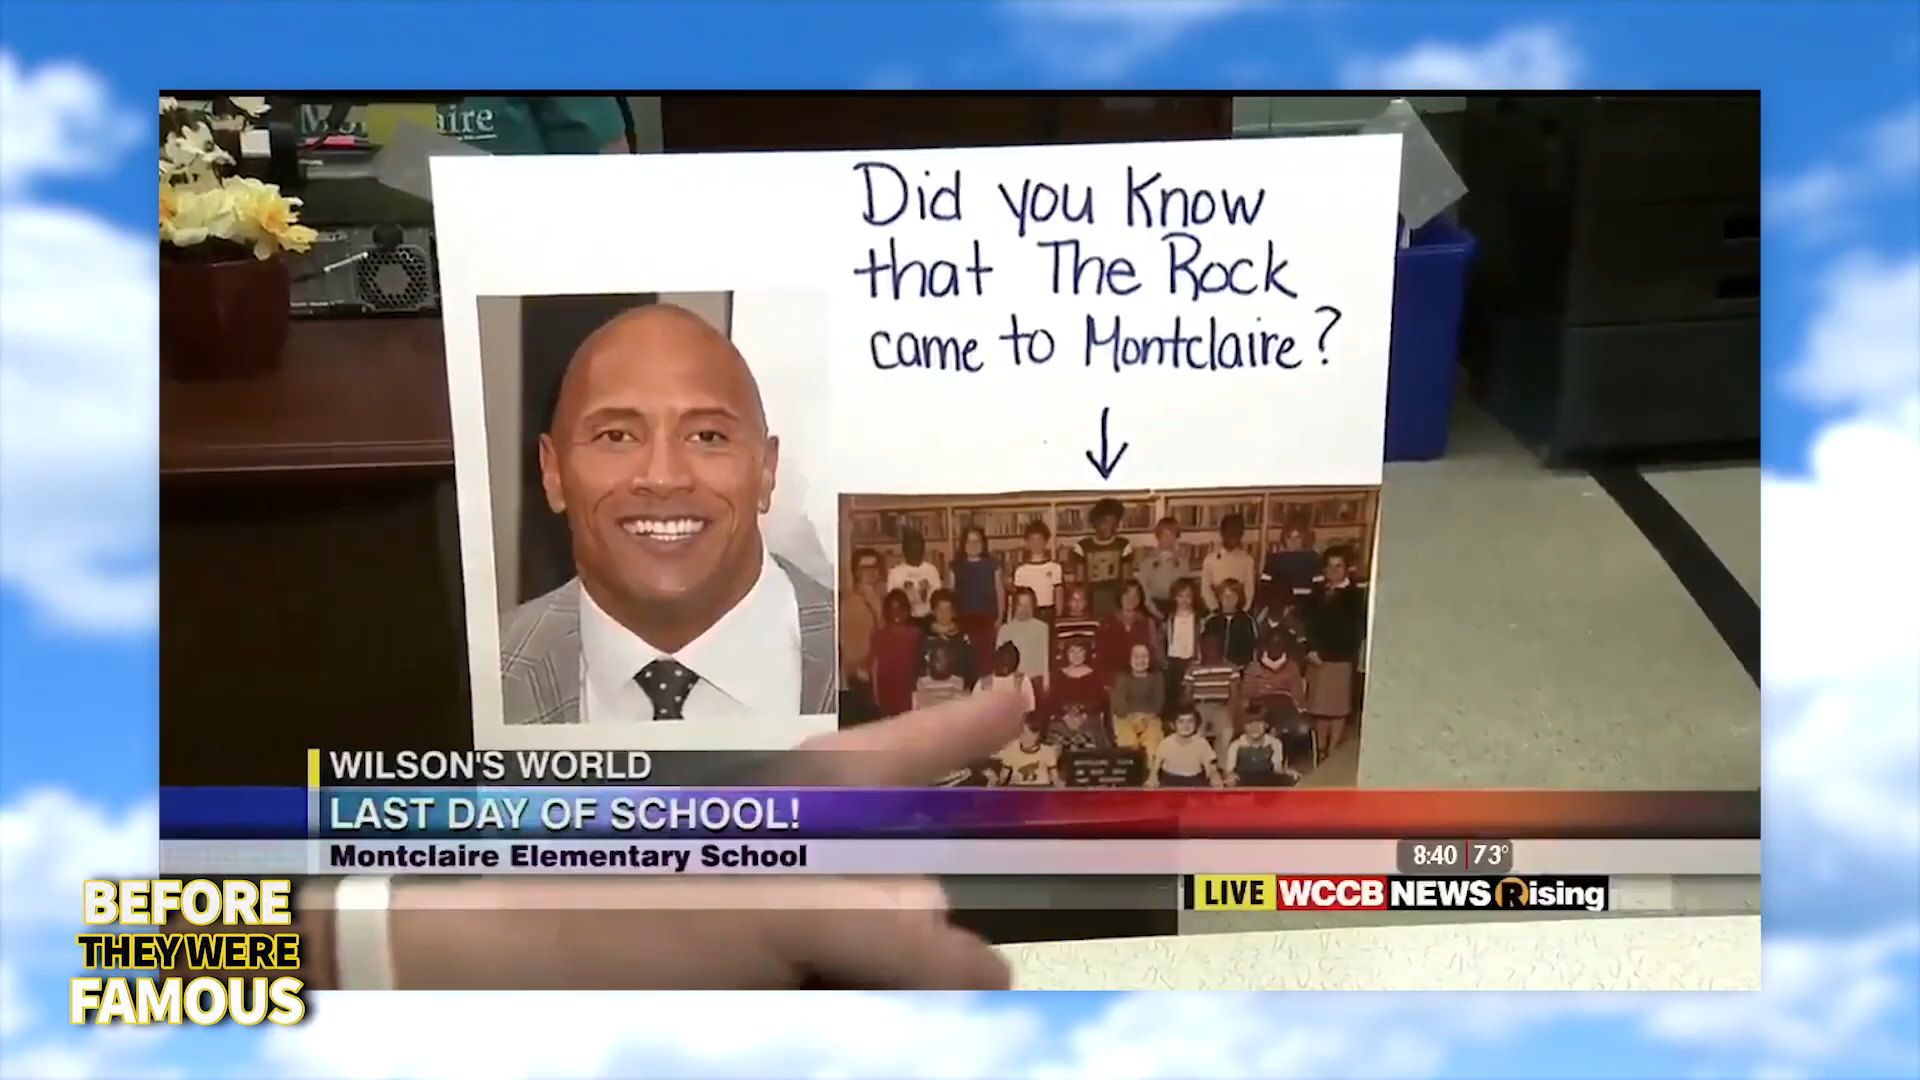 Montclaire
Did you know
that The Rock
came to Montclaire?
WILSON'S WORLD
LAST DAY OF SCHOOL!
Montclaire Elementary School
8:40 73°
LIVE WCCB NEWS Rising
BEFORE
THEY WERE
FAMOUS